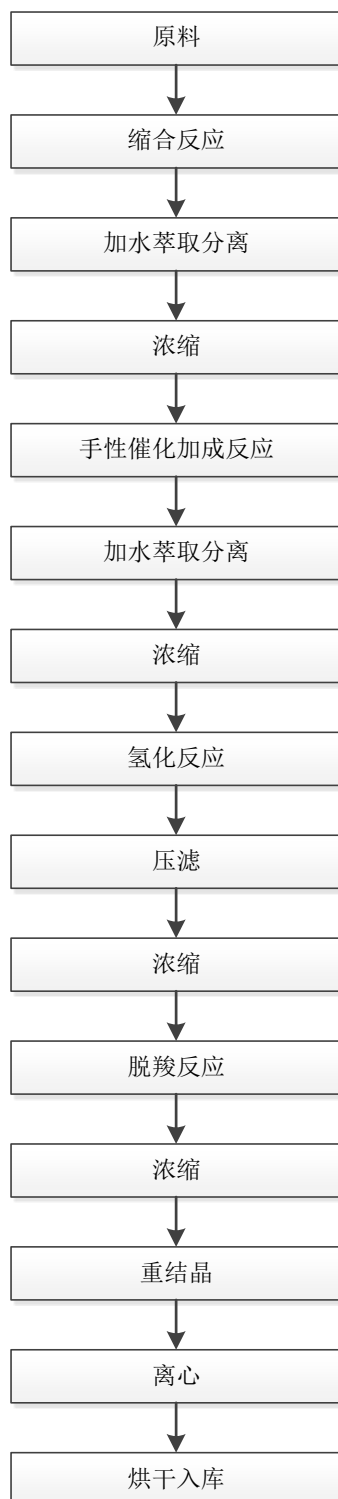 原料
缩合反应
加水萃取分离
浓缩
手性催化加成反应
加水萃取分离
浓缩
氢化反应
压滤
浓缩
脱羧反应
浓缩
重结晶
离心
烘干入库